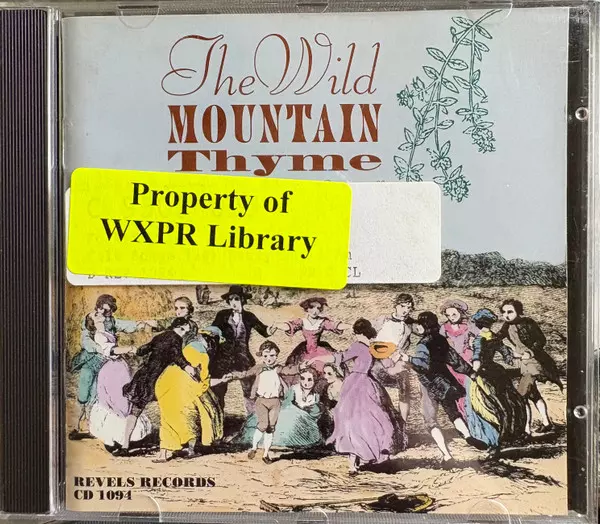 The Wild
MOUNTAIN
Thyme
Property of
WXPR Library
REVELS RECORDS
CD 1094